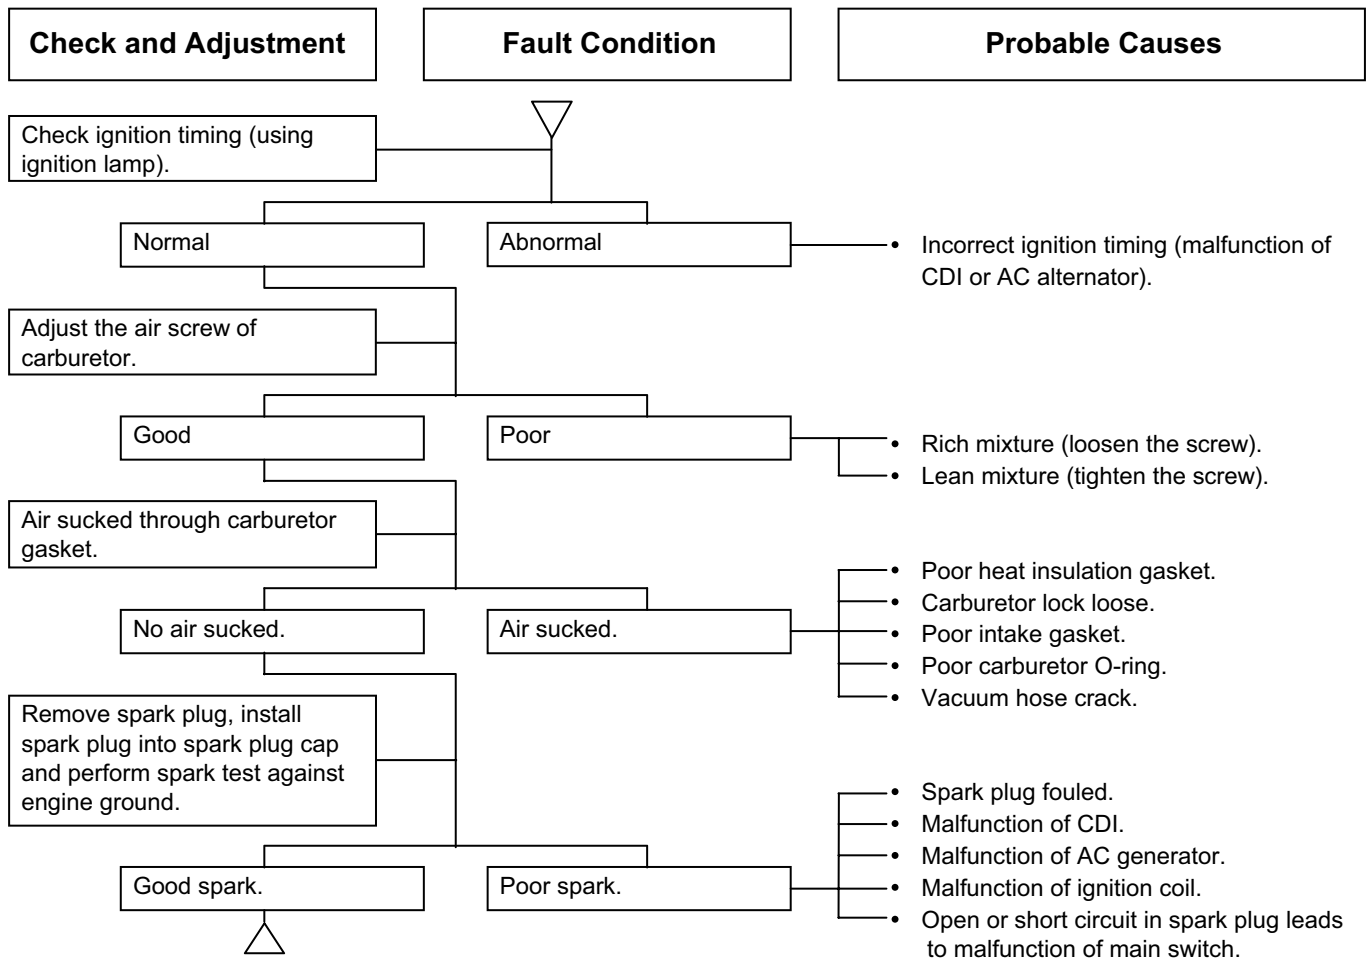 Check and Adjustment
Fault Condition
Probable Causes
Check ignition timing (using
ignition lamp).
Normal
Abnormal
• Incorrect ignition timing (malfunction of
CDI or AC alternator).
Adjust the air screw of
carburetor.
Good
Poor
• Rich mixture (loosen the screw).
• Lean mixture (tighten the screw).
Air sucked through carburetor
gasket.
No air sucked.
Air sucked.
• Poor heat insulation gasket.
• Carburetor lock loose.
• Poor intake gasket.
• Poor carburetor O-ring.
• Vacuum hose crack.
Remove spark plug, install
spark plug into spark plug cap
and perform spark test against
engine ground.
Good spark.
Poor spark.
• Spark plug fouled.
• Malfunction of CDI.
• Malfunction of AC generator.
• Malfunction of ignition coil.
• Open or short circuit in spark plug leads
to malfunction of main switch.